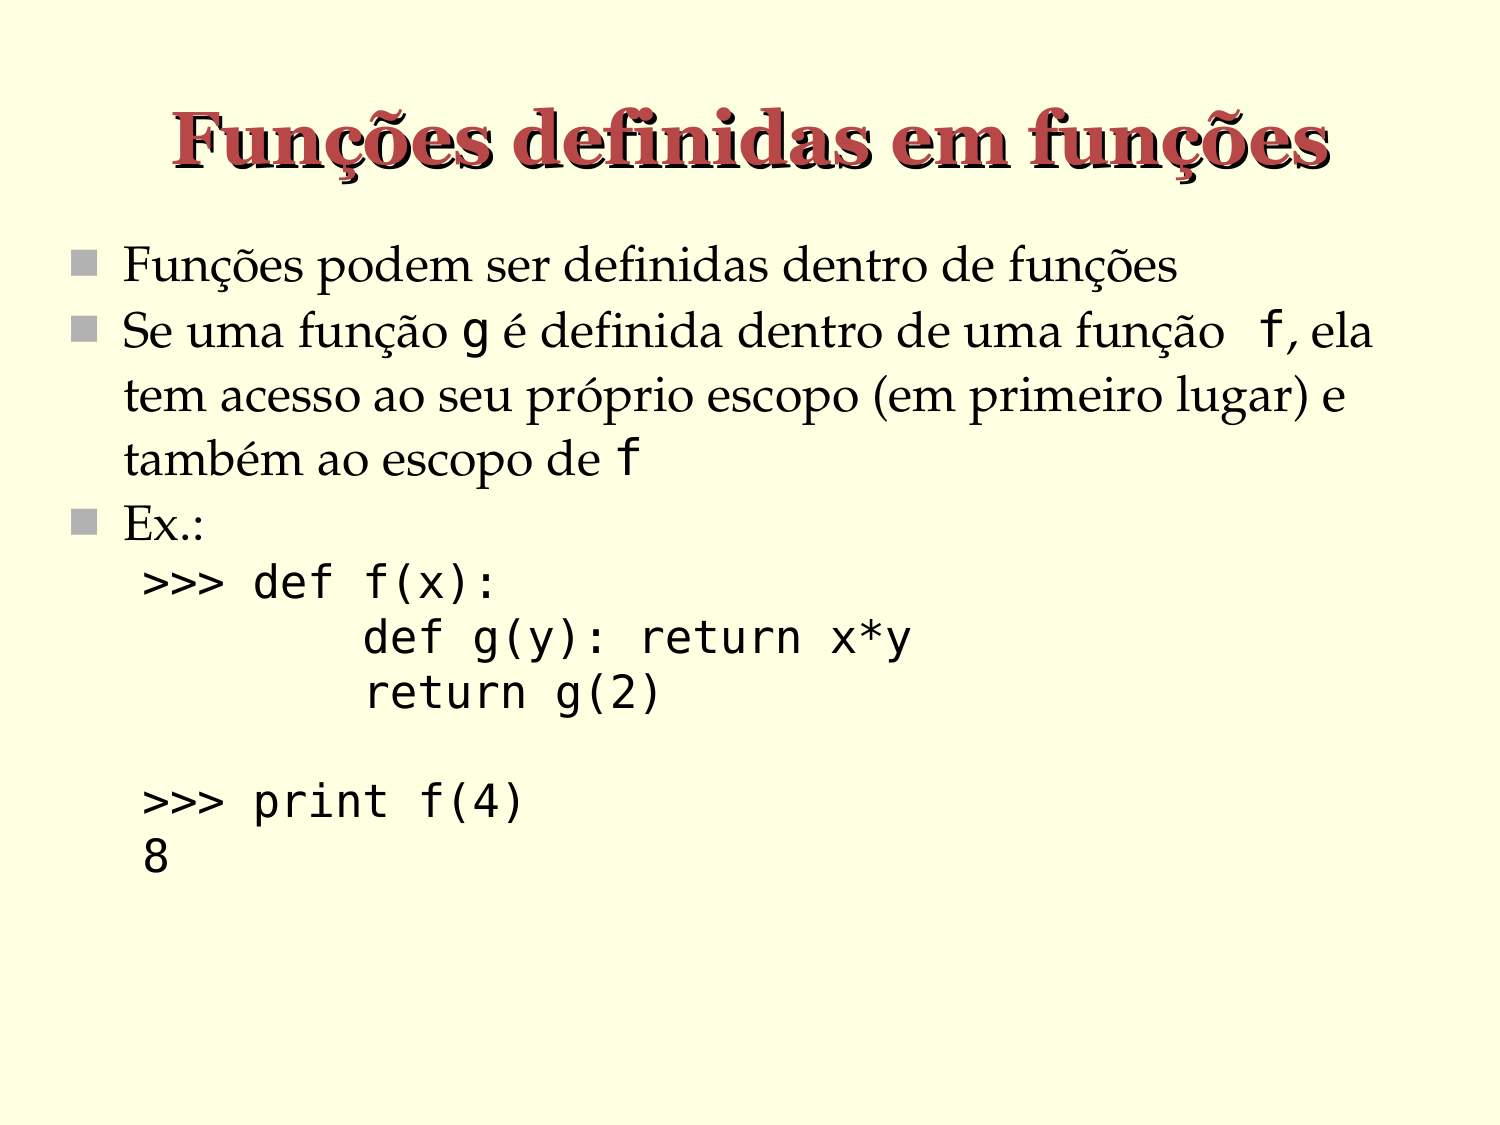 Funções definidas em funções
Funções podem ser definidas dentro de funções
Se uma função g é definida dentro de uma função f, ela
tem acesso ao seu próprio escopo (em primeiro lugar) e
também ao escopo de f
Ex.:
>>> def f(x):
        def g(y): return x*y
        return g(2)
>>> print f(4)
8